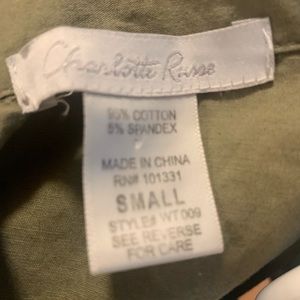 Charlotte Russe
95% COTTON
5% SPANDEX
MADE IN CHINA
RN# 101331
SMALL
STYLE# WT009
SEE REVERSE
FOR CARE